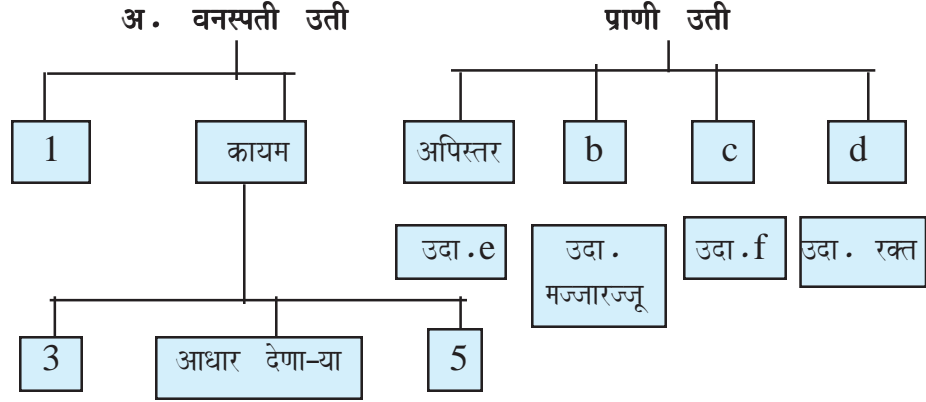 अ. वनस्पती उती
प्राणी उती
1
कायम
अपिस्तर
b
c
d
उदा.e
उदा.
मज्जारज्जू
उदा.f
उदा. रक्त
3
आधार देणा-या
5